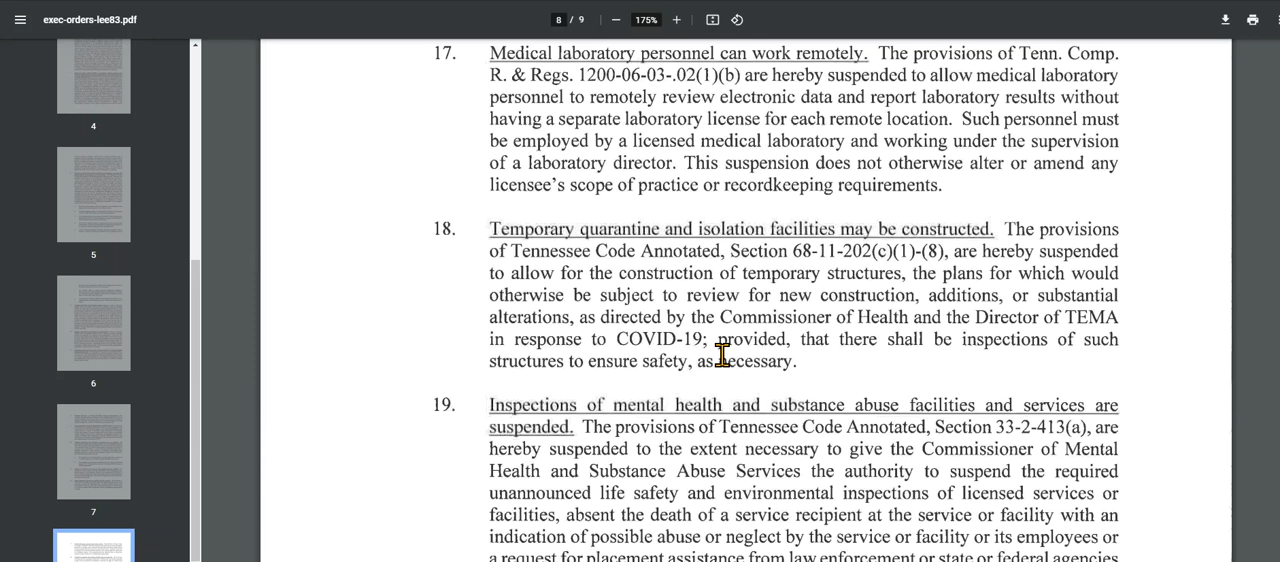 exec-orders-lee83.pdf
8 / 9
175%
4
5
6
7
17. Medical laboratory personnel can work remotely. The provisions of Tenn. Comp.
R. & Regs. 1200-06-03-.02(1)(b) are hereby suspended to allow medical laboratory
personnel to remotely review electronic data and report laboratory results without
having a separate laboratory license for each remote location. Such personnel must
be employed by a licensed medical laboratory and working under the supervision
of a laboratory director. This suspension does not otherwise alter or amend any
licensee's scope of practice or recordkeeping requirements.
18. Temporary quarantine and isolation facilities may be constructed. The provisions
of Tennessee Code Annotated, Section 68-11-202(c)(1)-(8), are hereby suspended
to allow for the construction of temporary structures, the plans for which would
otherwise be subject to review for new construction, additions, or substantial
alterations, as directed by the Commissioner of Health and the Director of TEMA
in response to COVID-19; provided, that there shall be inspections of such
structures to ensure safety, as necessary.
19. Inspections of mental health and substance abuse facilities and services are
suspended. The provisions of Tennessee Code Annotated, Section 33-2-413(a), are
hereby suspended to the extent necessary to give the Commissioner of Mental
Health and Substance Abuse Services the authority to suspend the required
unannounced life safety and environmental inspections of licensed services or
facilities, absent the death of a service recipient at the service or facility with an
indication of possible abuse or neglect by the service or facility or its employees or
a request for placement assistance from law enforcement or state or federal agencies